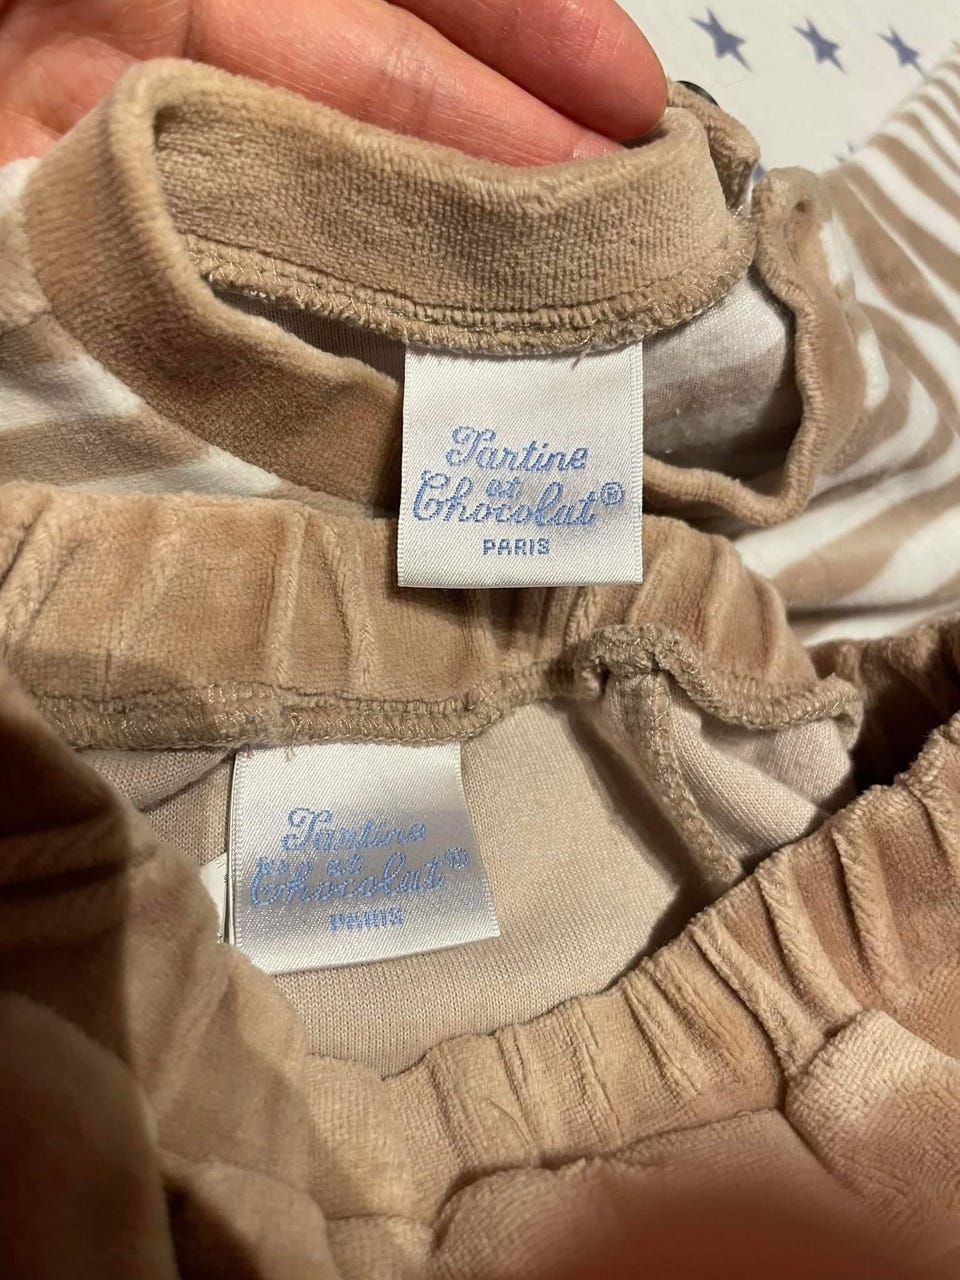 Tartine
et
Chocolat®
PARIS
Tartine
et
Chocolat®
PARIS